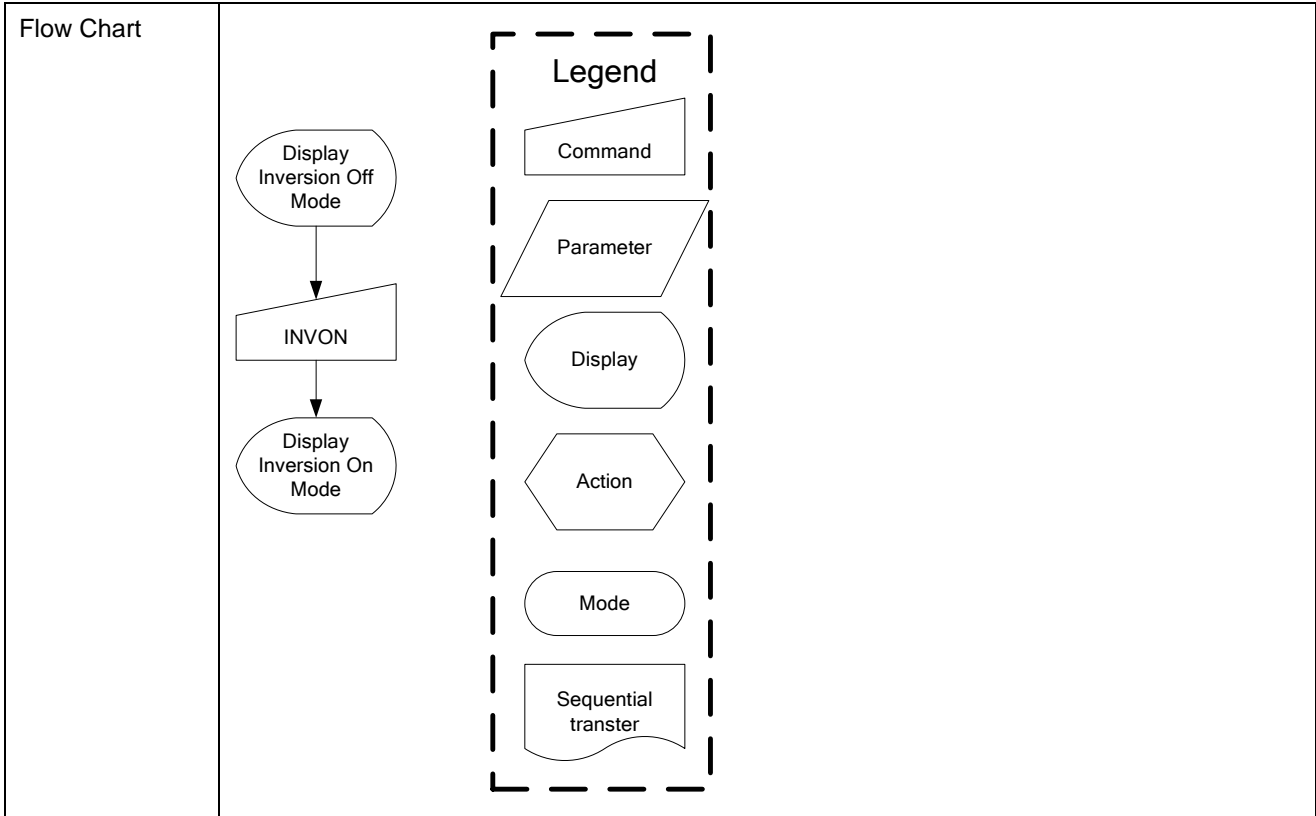 Flow Chart
Display
Inversion Off
Mode
INVON
Display
Inversion On
Mode
Legend
Command
Parameter
Display
Action
Mode
Sequential
transter